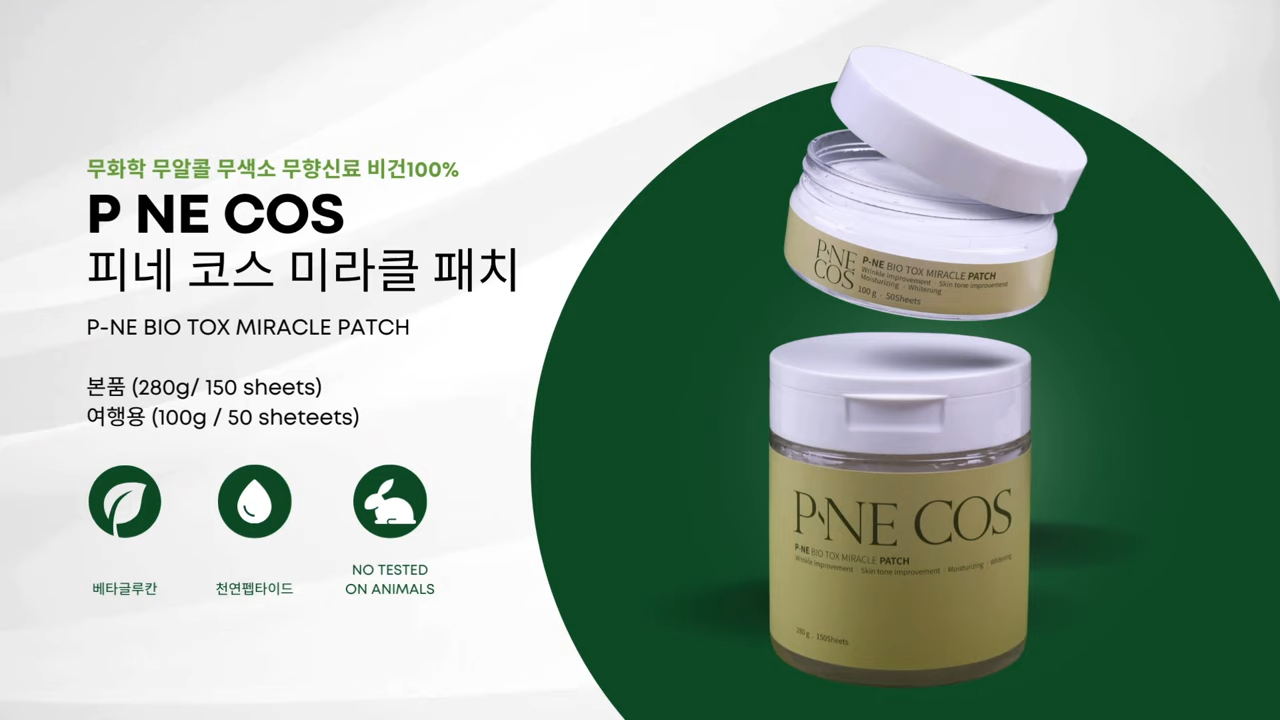 무화학 무알콜 무색소 무향신료 비건100%
P NE COS
피네 코스 미라클 패치
P-NE BIO TOX MIRACLE PATCH
본품 (280g/ 150 sheets)
여행용 (100g / 50 sheteets)
베타글루칸
천연펩타이드
NO TESTED
ON ANIMALS
P·NE
COS
P-NE BIO TOX MIRACLE PATCH
Wrinkle improvement · Skin tone improvement
Moisturizing · Whitening
100 g · 50Sheets
P·NE COS
P-NE BIO TOX MIRACLE PATCH
Wrinkle improvement · Skin tone improvement · Moisturizing · Whitening
280 g · 150Sheets